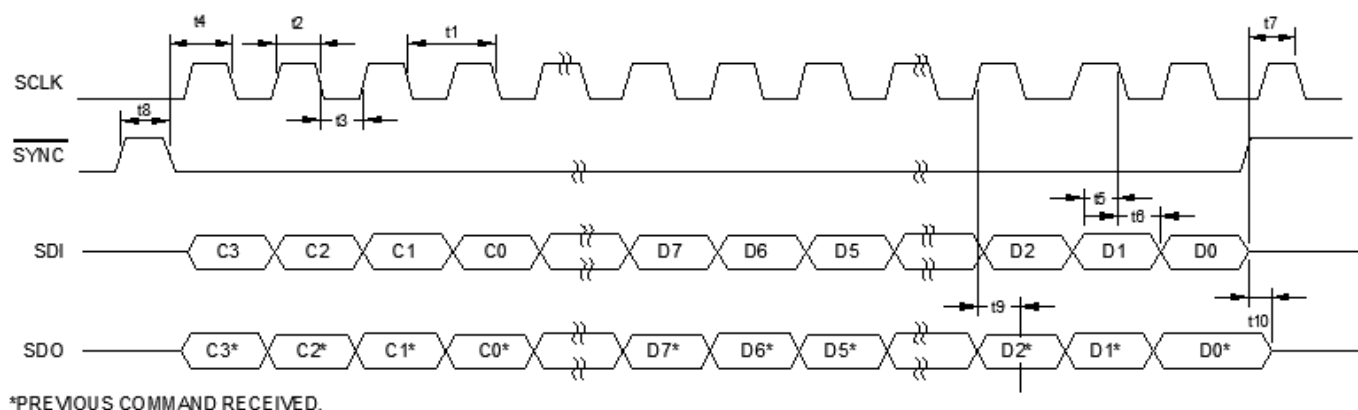 t4 t2 t1 t7
SCLK
t8 t3
SYNC
t5 t6
SDI C3 C2 C1 C0 D7 D6 D5 D2 D1 D0
t9 t10
SDO C3* C2* C1* C0* D7* D6* D5* D2* D1* D0*
*PREVIOUS COMMAND RECEIVED.